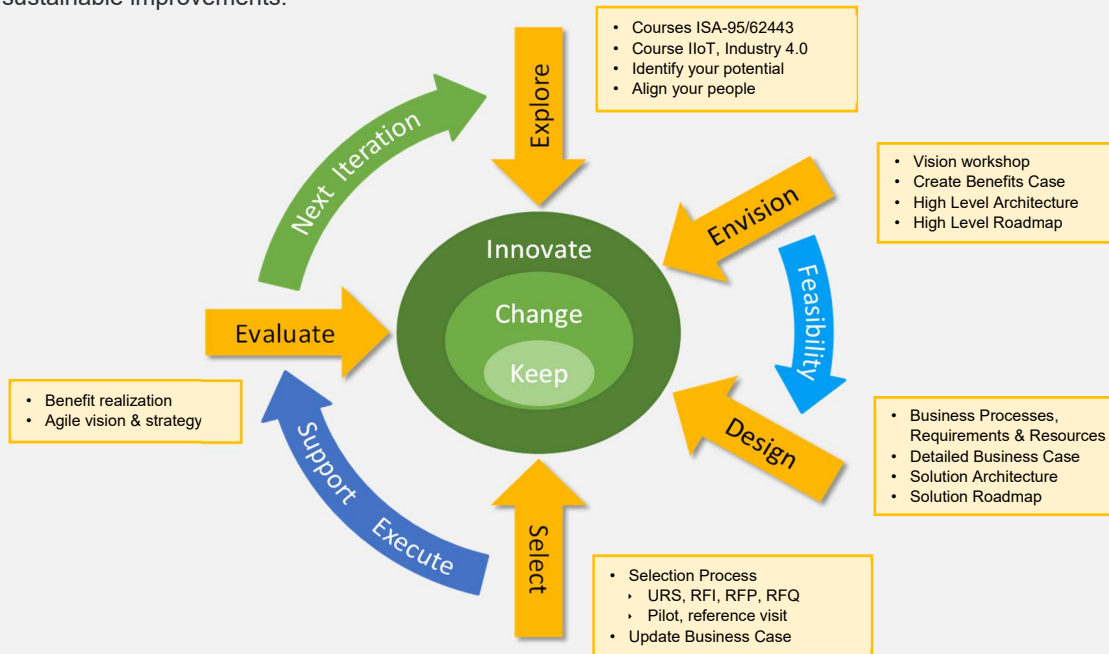 sustainable improvements.
Explore
• Courses ISA-95/62443
• Course IIoT, Industry 4.0
• Identify your potential
• Align your people
Next Iteration
Envision
• Vision workshop
• Create Benefits Case
• High Level Architecture
• High Level Roadmap
Innovate
Change
Keep
Feasibility
Evaluate
• Benefit realization
• Agile vision & strategy
Design
• Business Processes,
Requirements & Resources
• Detailed Business Case
• Solution Architecture
• Solution Roadmap
Support Execute
Select
• Selection Process
‣ URS, RFI, RFP, RFQ
‣ Pilot, reference visit
• Update Business Case